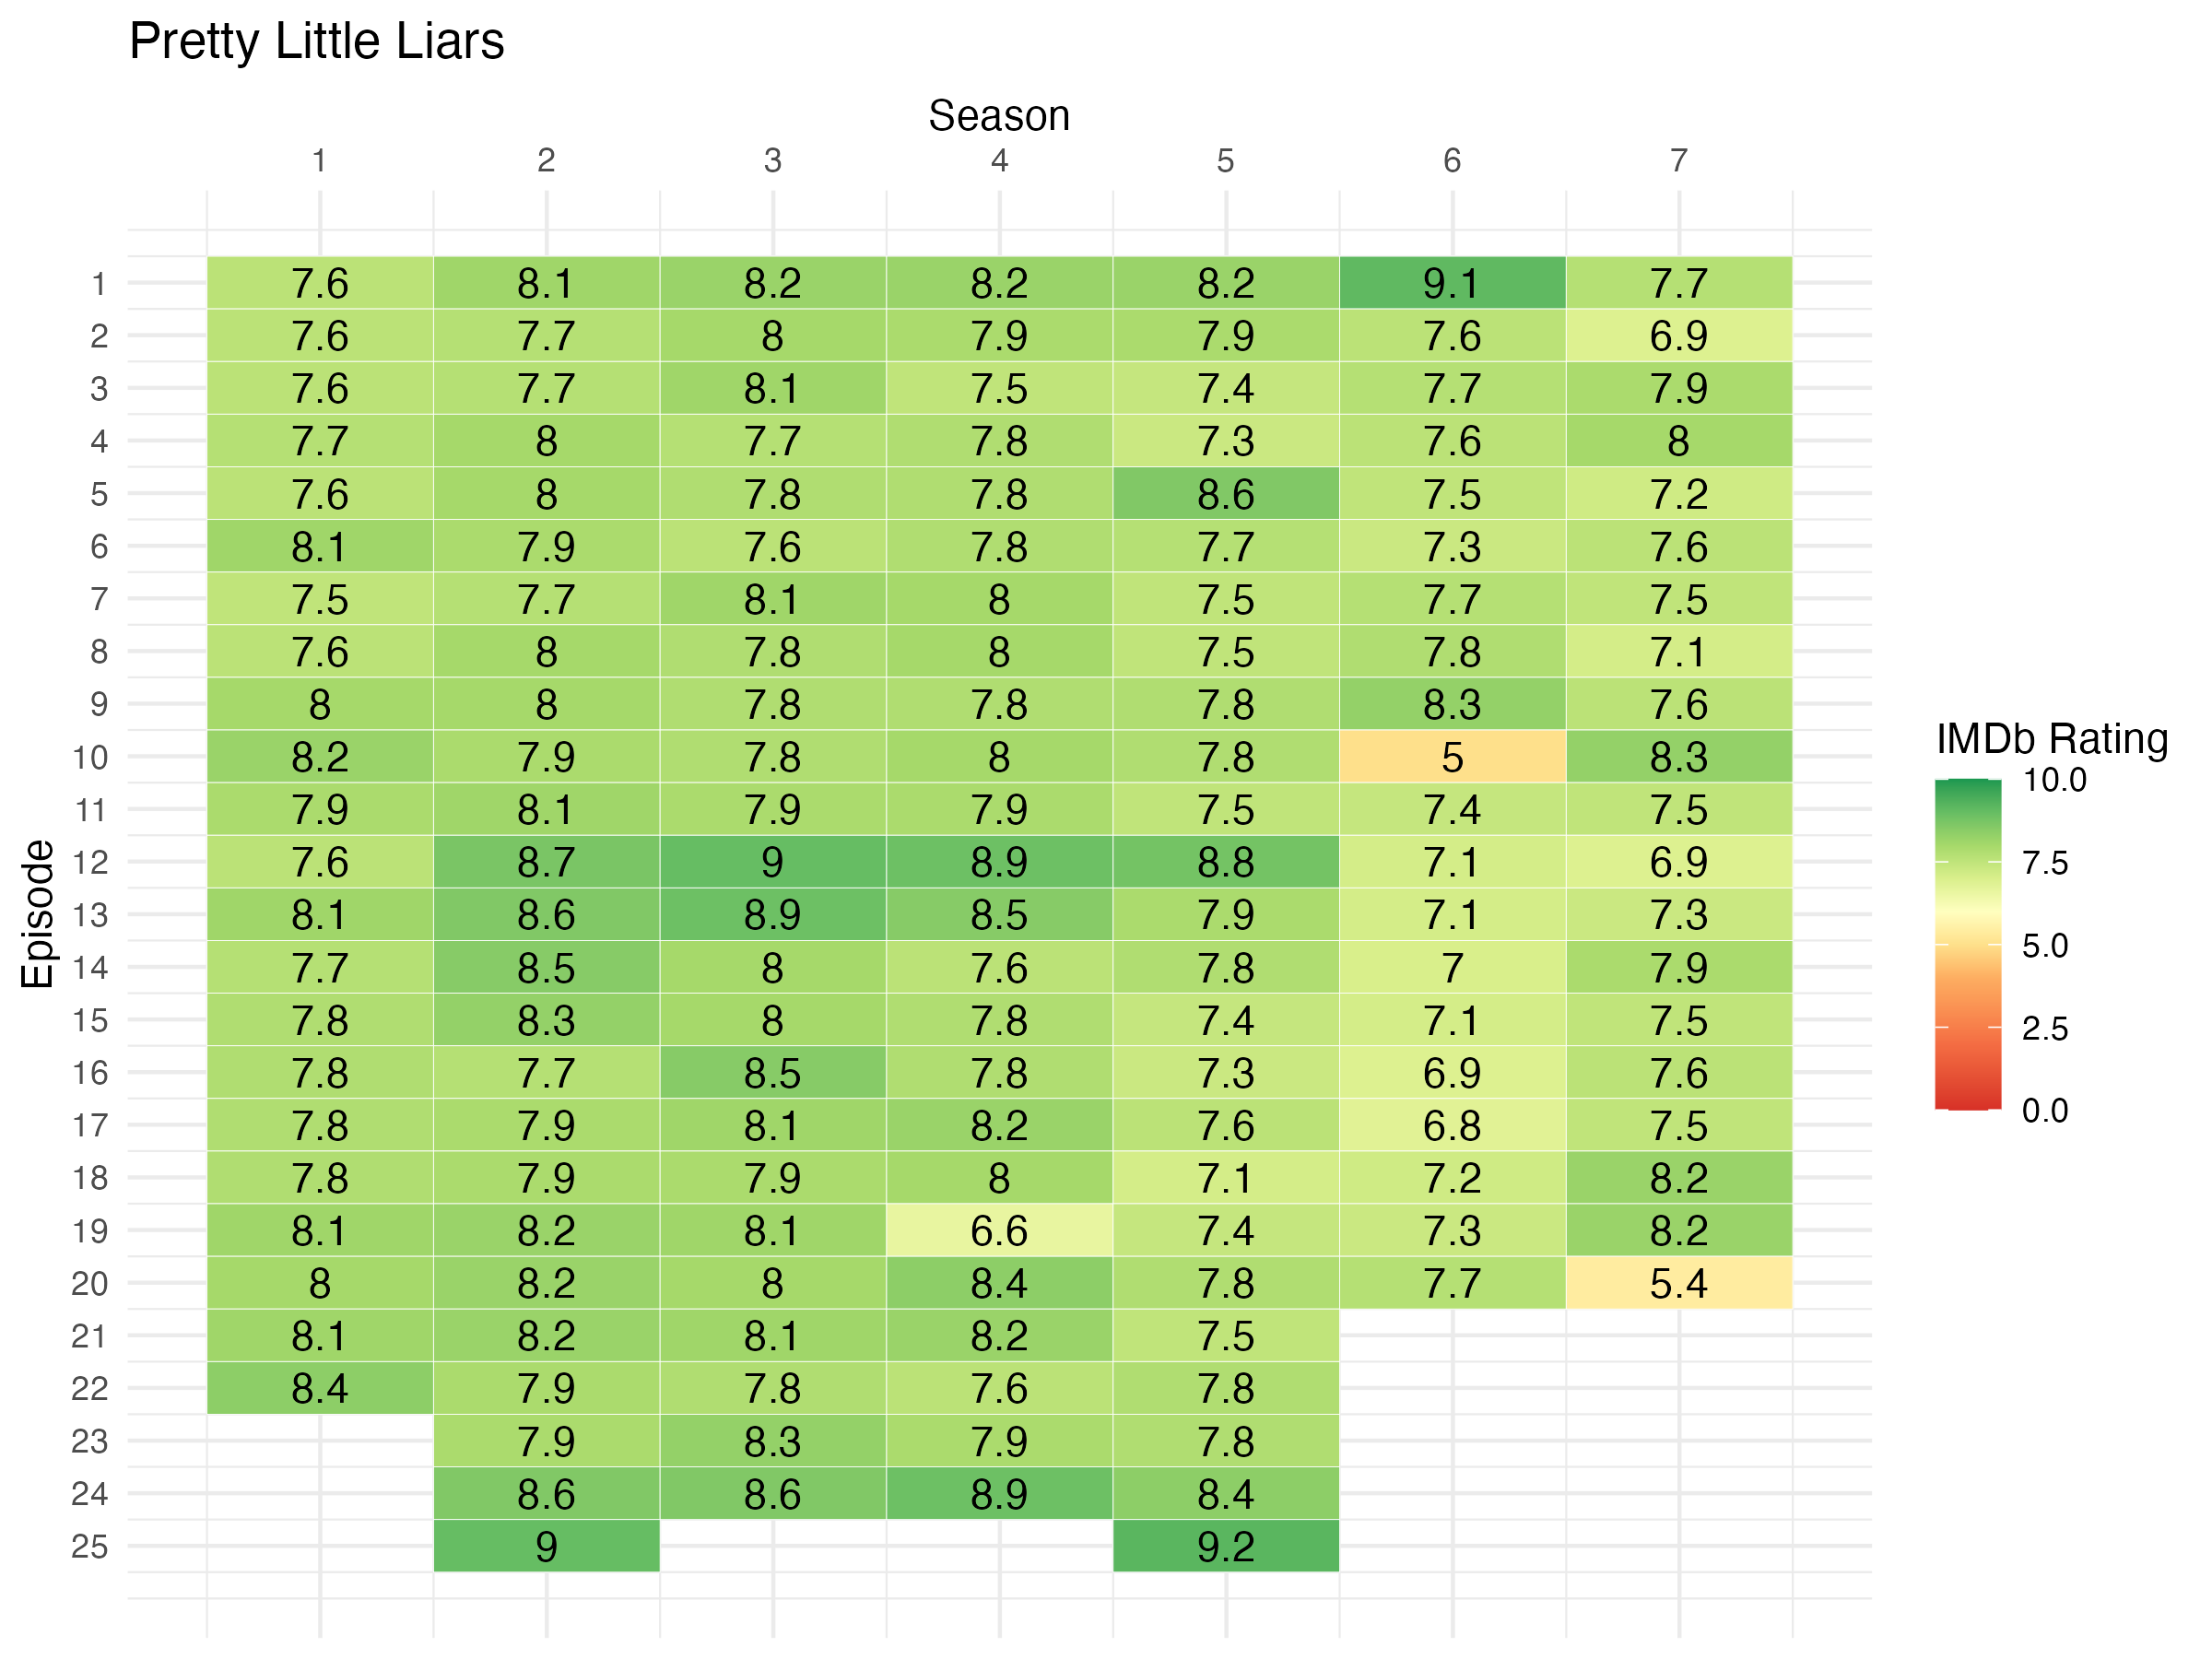 Pretty Little Liars
Season
1 2 3 4 5 6 7
1 7.6 8.1 8.2 8.2 8.2 9.1 7.7
2 7.6 7.7 8 7.9 7.9 7.6 6.9
3 7.6 7.7 8.1 7.5 7.4 7.7 7.9
4 7.7 8 7.7 7.8 7.3 7.6 8
5 7.6 8 7.8 7.8 8.6 7.5 7.2
6 8.1 7.9 7.6 7.8 7.7 7.3 7.6
7 7.5 7.7 8.1 8 7.5 7.7 7.5
8 7.6 8 7.8 8 7.5 7.8 7.1
9 8 8 7.8 7.8 7.8 8.3 7.6
10 8.2 7.9 7.8 8 7.8 5 8.3
11 7.9 8.1 7.9 7.9 7.5 7.4 7.5
12 7.6 8.7 9 8.9 8.8 7.1 6.9
13 8.1 8.6 8.9 8.5 7.9 7.1 7.3
14 7.7 8.5 8 7.6 7.8 7 7.9
15 7.8 8.3 8 7.8 7.4 7.1 7.5
16 7.8 7.7 8.5 7.8 7.3 6.9 7.6
17 7.8 7.9 8.1 8.2 7.6 6.8 7.5
18 7.8 7.9 7.9 8 7.1 7.2 8.2
19 8.1 8.2 8.1 6.6 7.4 7.3 8.2
20 8 8.2 8 8.4 7.8 7.7 5.4
21 8.1 8.2 8.1 8.2 7.5
22 8.4 7.9 7.8 7.6 7.8
23 7.9 8.3 7.9 7.8
24 8.6 8.6 8.9 8.4
25 9 9.2
Episode
IMDb Rating
10.0
7.5
5.0
2.5
0.0